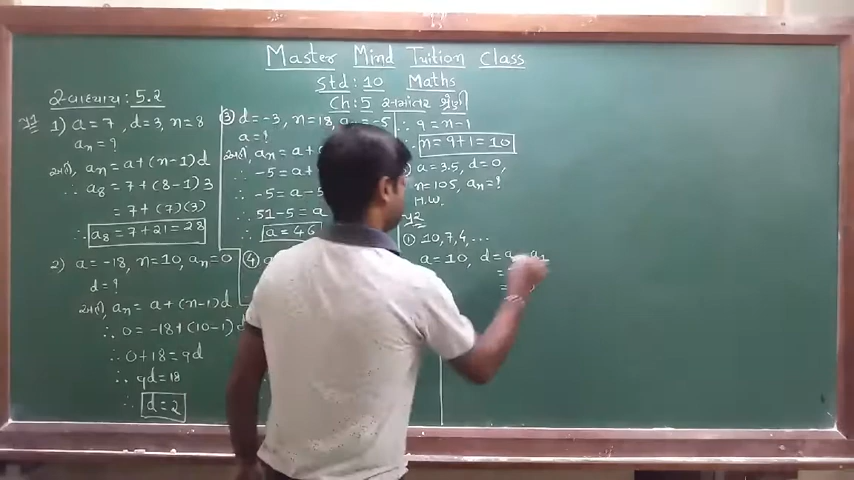 Master Mind Tuition Class
Std: 10 Maths
Ch: 5 સમાંતર શ્રેણી
સ્વાધ્યાય: 5.2
1) a = 7, d = 3, n = 8
aₙ = ?
aₙ = a + (n-1)d
∴ a₈ = 7 + (8-1)3
= 7 + (7)(3)
∴ a₈ = 7 + 21 = 28
2) a = -18, n = 10, aₙ = 0
d = ?
aₙ = a + (n-1)d
∴ 0 = -18 + (10-1)d
∴ 0 + 18 = 9d
∴ 9d = 18
∴ d = 2
③ d = -3, n = 18, aₙ = -5
a = ?
aₙ = a +
∴ -5 = a +
∴ -5 = a
∴ 51 - 5 = a
∴ a = 46
④
∴ 9 = n - 1
∴ n = 9 + 1 = 10
a = 3.5, d = 0,
n = 105, aₙ = ?
H.W.
① 10, 7, 4, ...
a = 10, d = a a₁
=
=